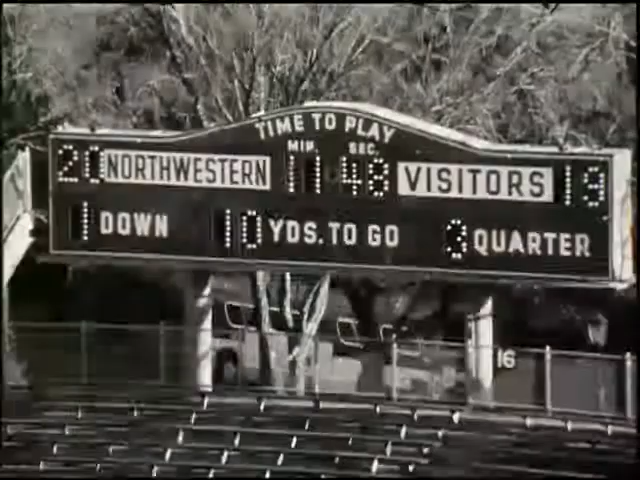 TIME TO PLAY
MIN. SEC.
20 NORTHWESTERN 11 48 VISITORS 19
1 DOWN 10 YDS. TO GO 3 QUARTER
16